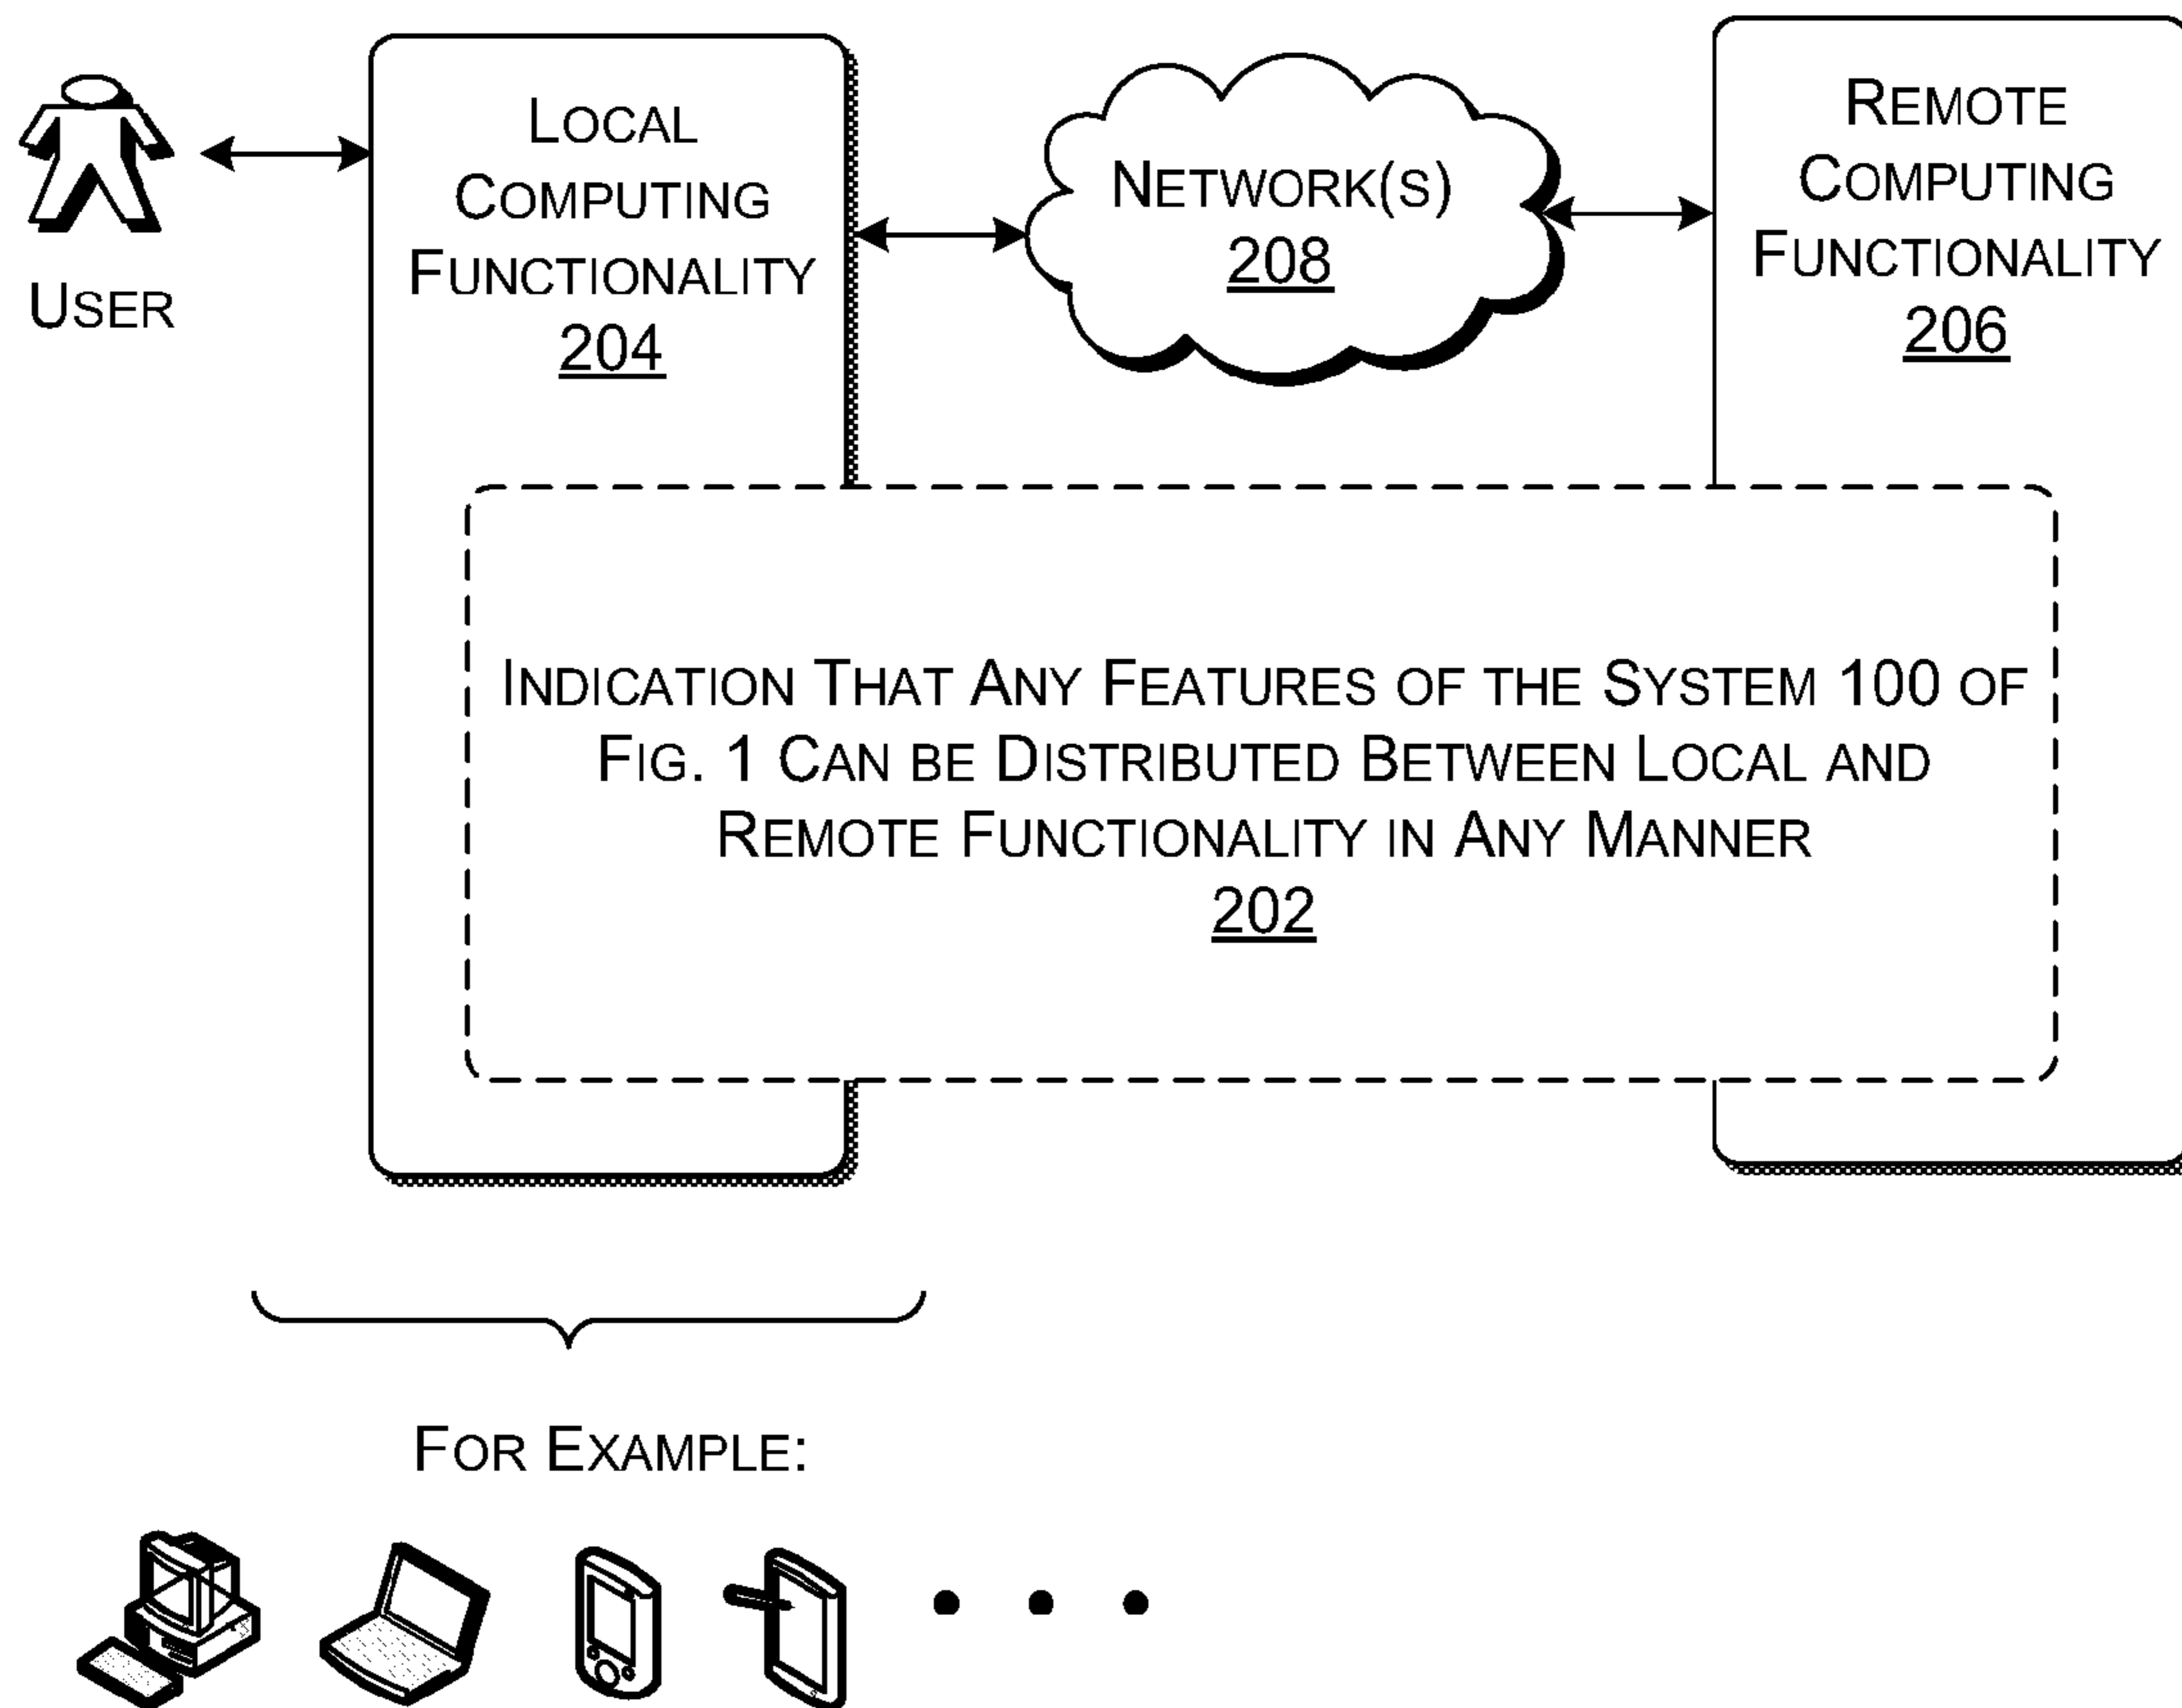 USER
LOCAL
COMPUTING
FUNCTIONALITY
204
NETWORK(S)
208
REMOTE
COMPUTING
FUNCTIONALITY
206
INDICATION THAT ANY FEATURES OF THE SYSTEM 100 OF
FIG. 1 CAN BE DISTRIBUTED BETWEEN LOCAL AND
REMOTE FUNCTIONALITY IN ANY MANNER
202
FOR EXAMPLE: